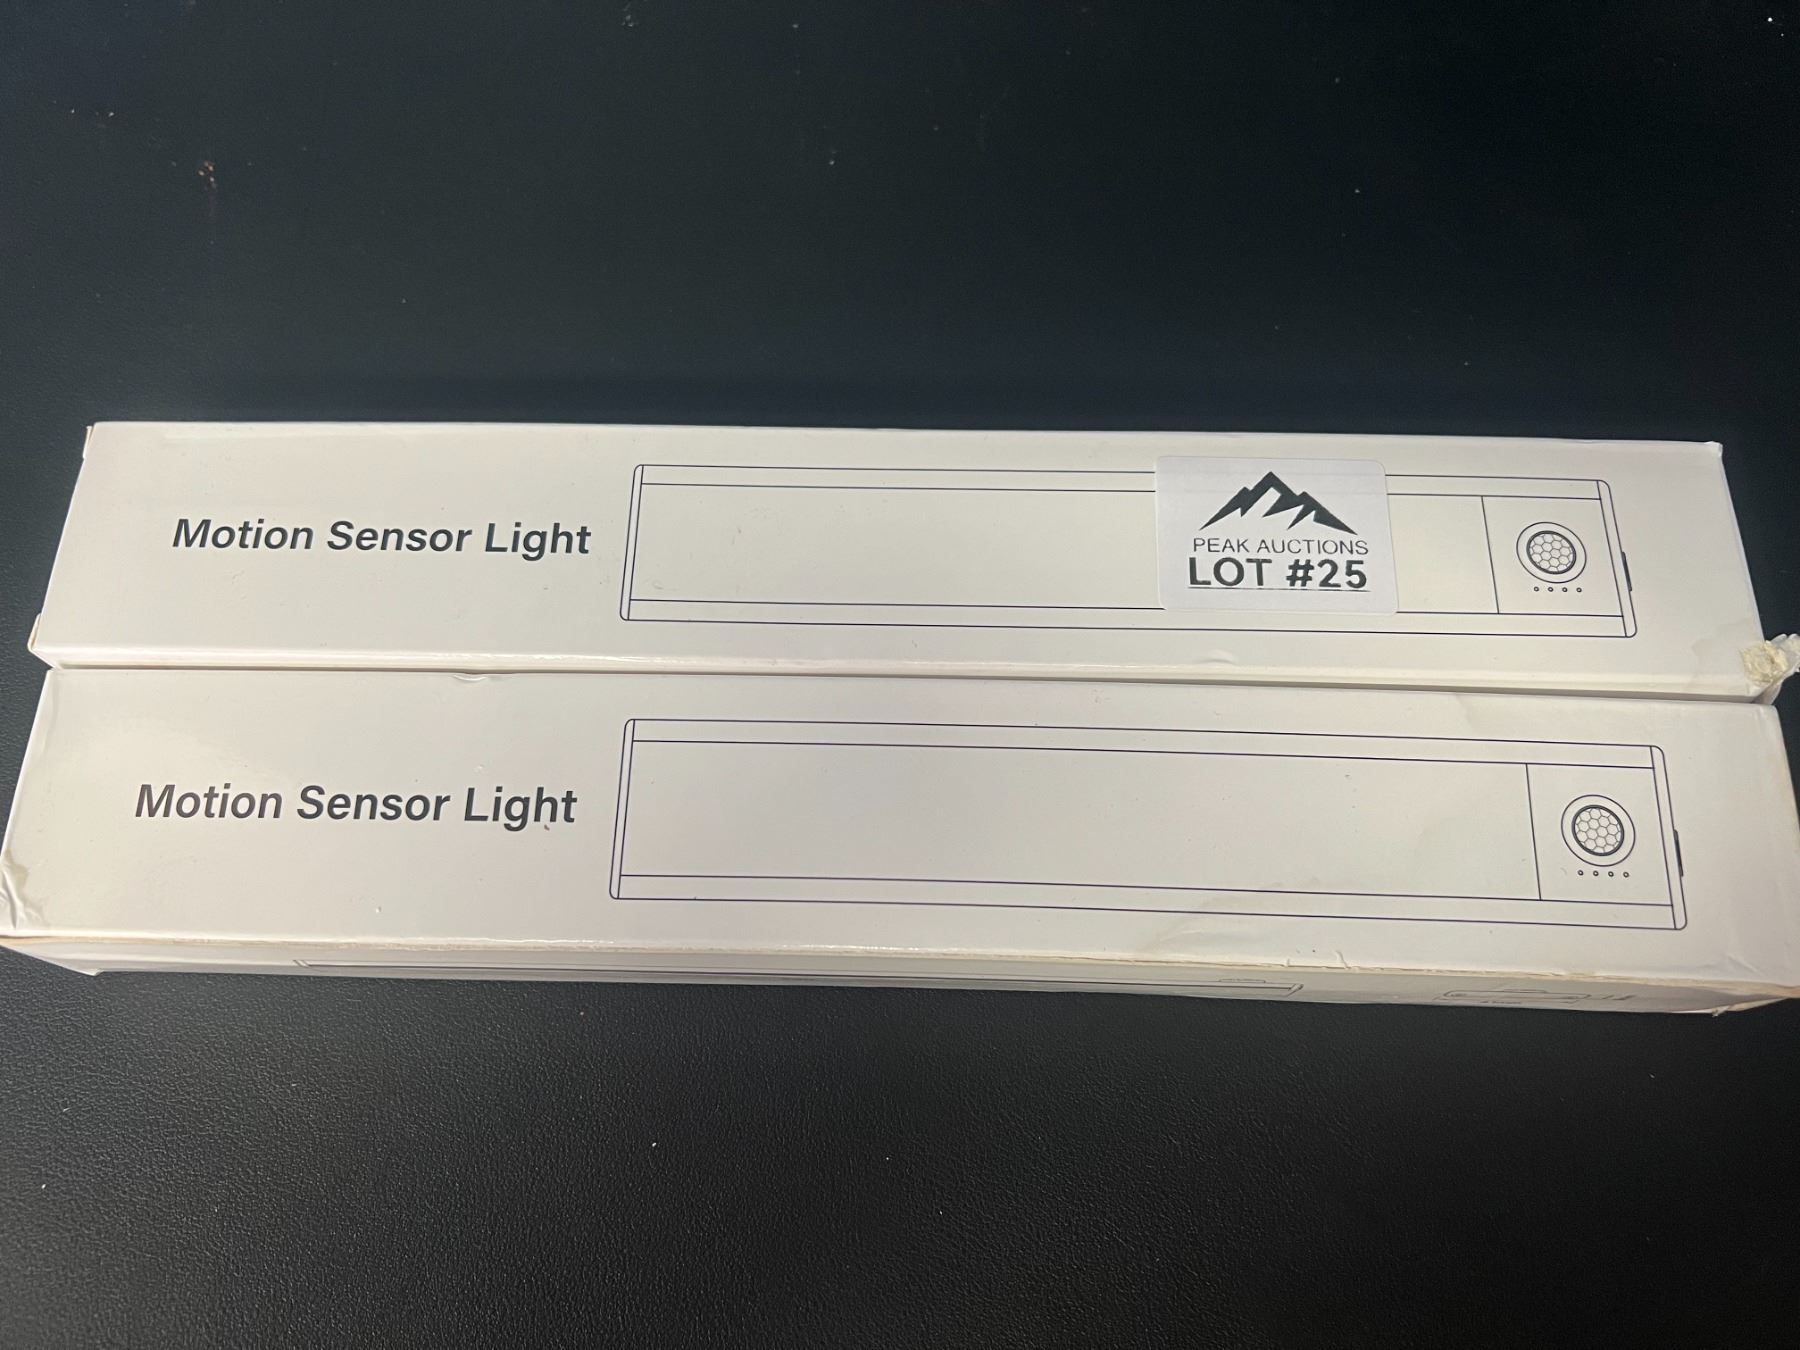 Motion Sensor Light
PEAK AUCTIONS
LOT #25
Motion Sensor Light